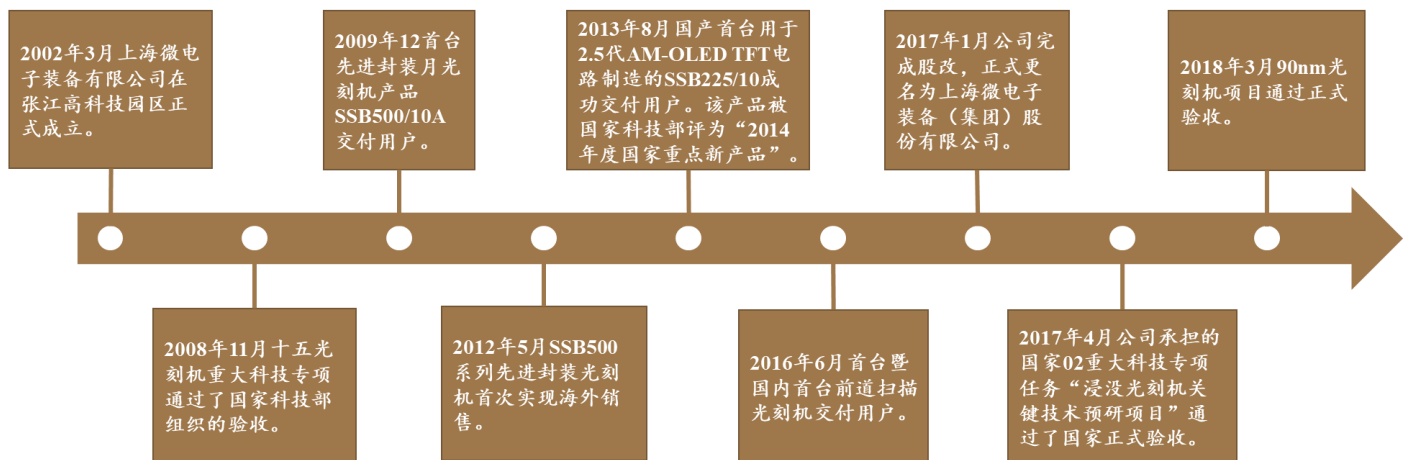 2002年3月上海微电
子装备有限公司在
张江高科技园区正
式成立。
2008年11月十五光
刻机重大科技专项
通过了国家科技部
组织的验收。
2009年12首台
先进封装月光
刻机产品
SSB500/10A
交付用户。
2012年5月SSB500
系列先进封装光刻
机首次实现海外销
售。
2013年8月国产首台用于
2.5代AM-OLED TFT电
路制造的SSB225/10成
功交付用户。该产品被
国家科技部评为“2014
年度国家重点新产品”。
2016年6月首台暨
国内首台前道扫描
光刻机交付用户。
2017年1月公司完
成股改，正式更
名为上海微电子
装备（集团）股
份有限公司。
2017年4月公司承担的
国家02重大科技专项
任务“浸没光刻机关
键技术预研项目”通
过了国家正式验收。
2018年3月90nm光
刻机项目通过正式
验收。